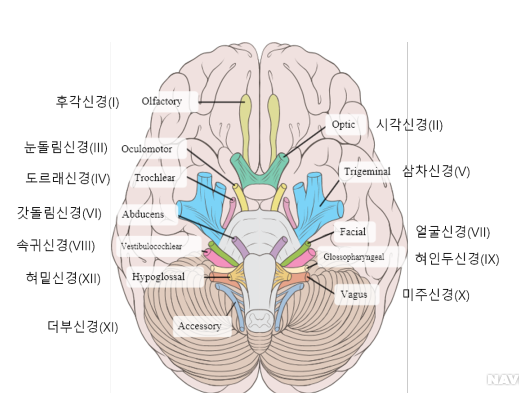 후각신경(I) Olfactory
Optic 시각신경(II)
눈돌림신경(III) Oculomotor
Trigeminal 삼차신경(V)
도르래신경(IV) Trochlear
갓돌림신경(VI) Abducens
Facial 얼굴신경(VII)
속귀신경(VIII) Vestibulocochlear
Glossopharyngeal 혀인두신경(IX)
혀밑신경(XII) Hypoglossal
Vagus 미주신경(X)
더부신경(XI) Accessory
NAV